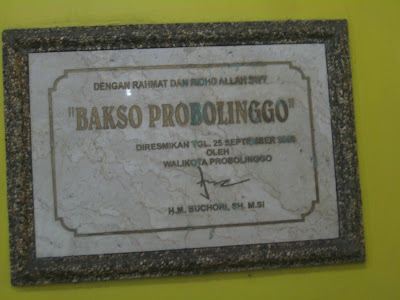 DENGAN RAHMAT DAN RIDHO ALLAH SWT
"BAKSO PROBOLINGGO"
DIRESMIKAN TGL. 25 SEPTEMBER
OLEH
WALIKOTA PROBOLINGGO
H.M. BUCHORI, SH. M.SI